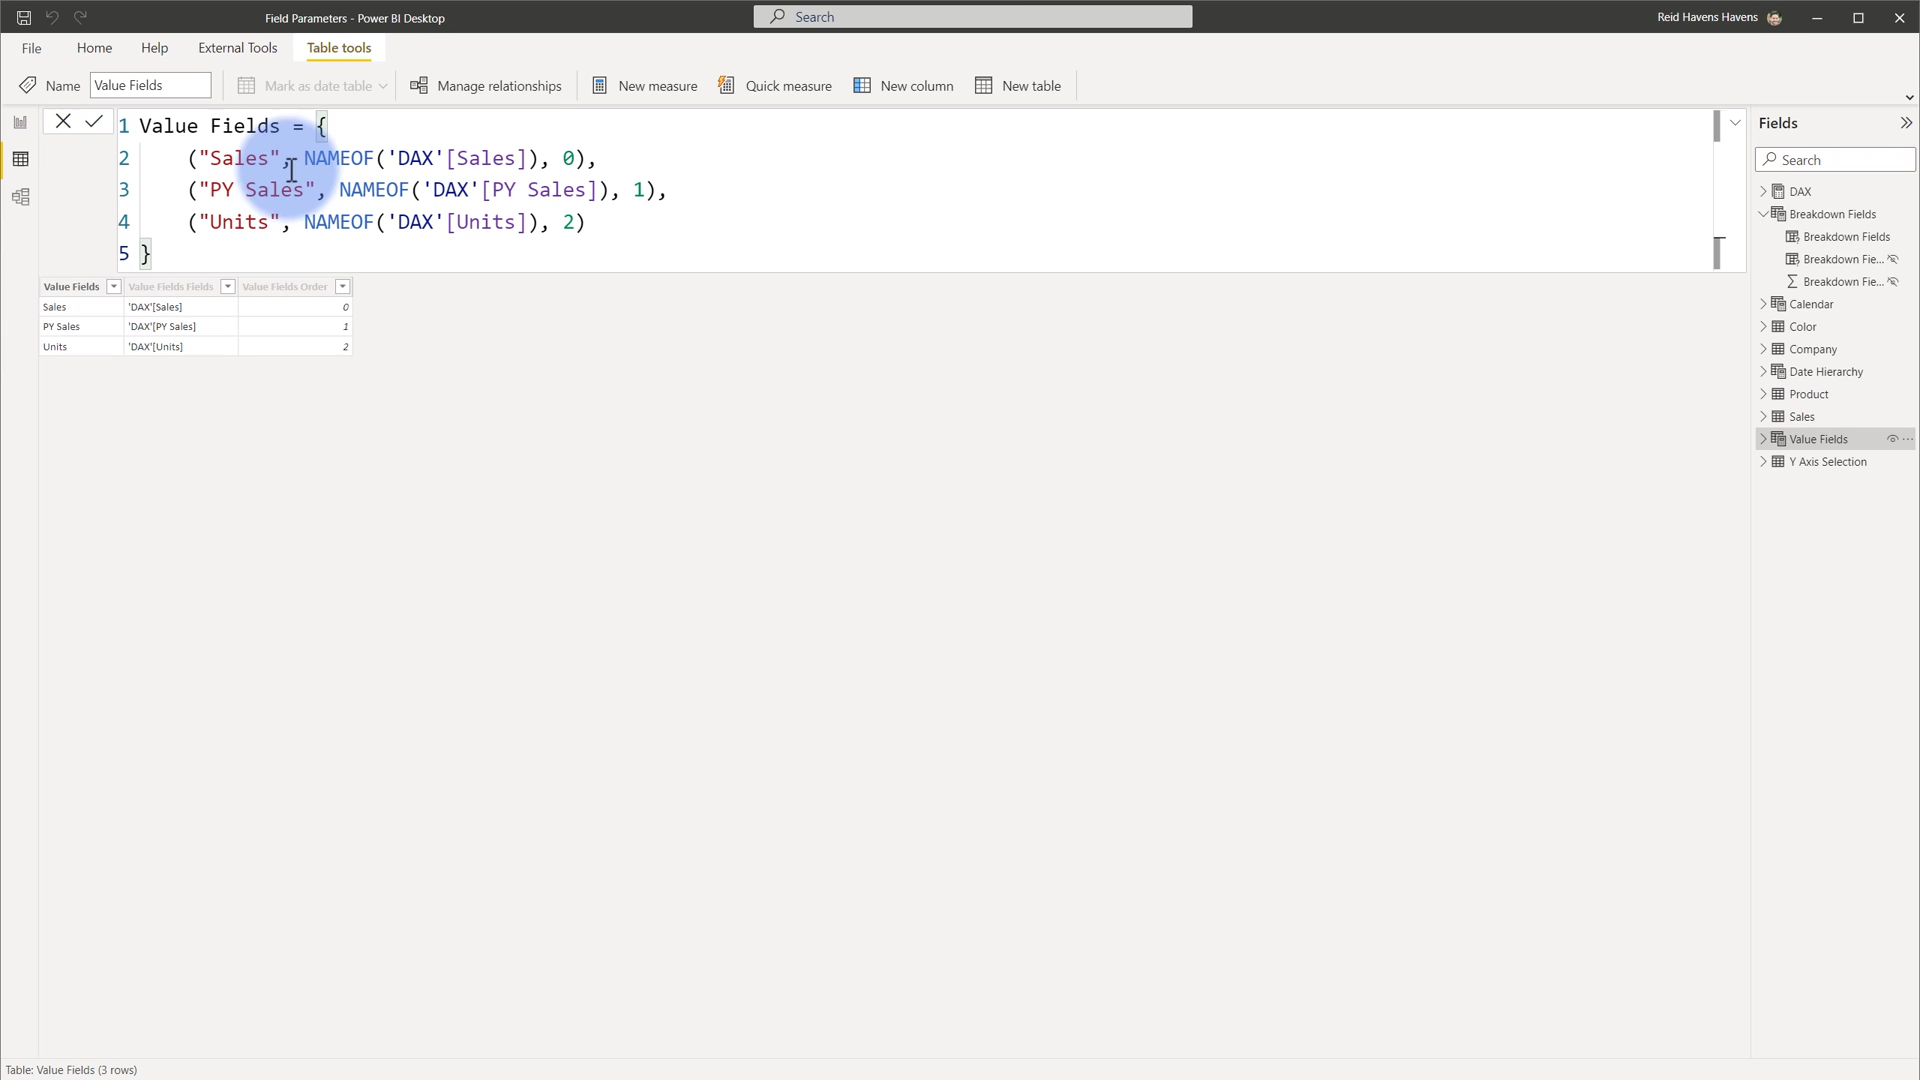 Field Parameters - Power BI Desktop
Search
Reid Havens Havens
File Home Help External Tools Table tools
Name Value Fields Mark as date table Manage relationships New measure Quick measure New column New table
1 Value Fields = {
2 ("Sales", NAMEOF('DAX'[Sales]), 0),
3 ("PY Sales", NAMEOF('DAX'[PY Sales]), 1),
4 ("Units", NAMEOF('DAX'[Units]), 2)
5 }
Value Fields Value Fields Fields Value Fields Order
Sales 'DAX'[Sales] 0
PY Sales 'DAX'[PY Sales] 1
Units 'DAX'[Units] 2
Fields
Search
DAX
Breakdown Fields
Breakdown Fields
Breakdown Fie...
Breakdown Fie...
Calendar
Color
Company
Date Hierarchy
Product
Sales
Value Fields
Y Axis Selection
Table: Value Fields (3 rows)